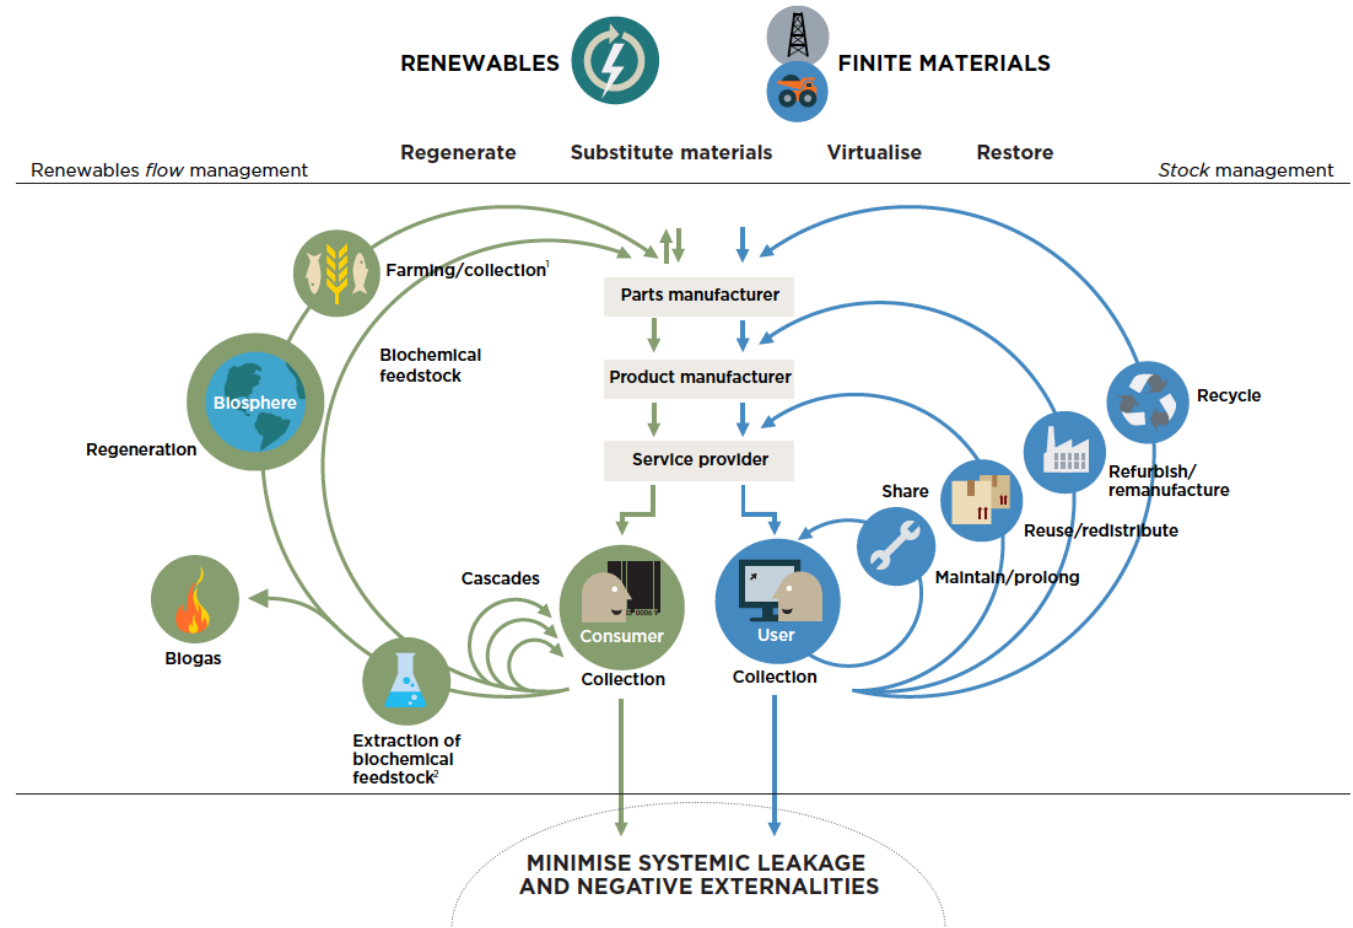 RENEWABLES
FINITE MATERIALS
Regenerate
Substitute materials
Virtualise
Restore
Renewables flow management
Stock management
Farming/collection1
Parts manufacturer
Biochemical
feedstock
Product manufacturer
Biosphere
Recycle
Regeneration
Service provider
Refurbish/
remanufacture
Share
Reuse/redistribute
Cascades
Maintain/prolong
Consumer
User
Biogas
Collection
Collection
Extraction of
biochemical
feedstock2
MINIMISE SYSTEMIC LEAKAGE
AND NEGATIVE EXTERNALITIES